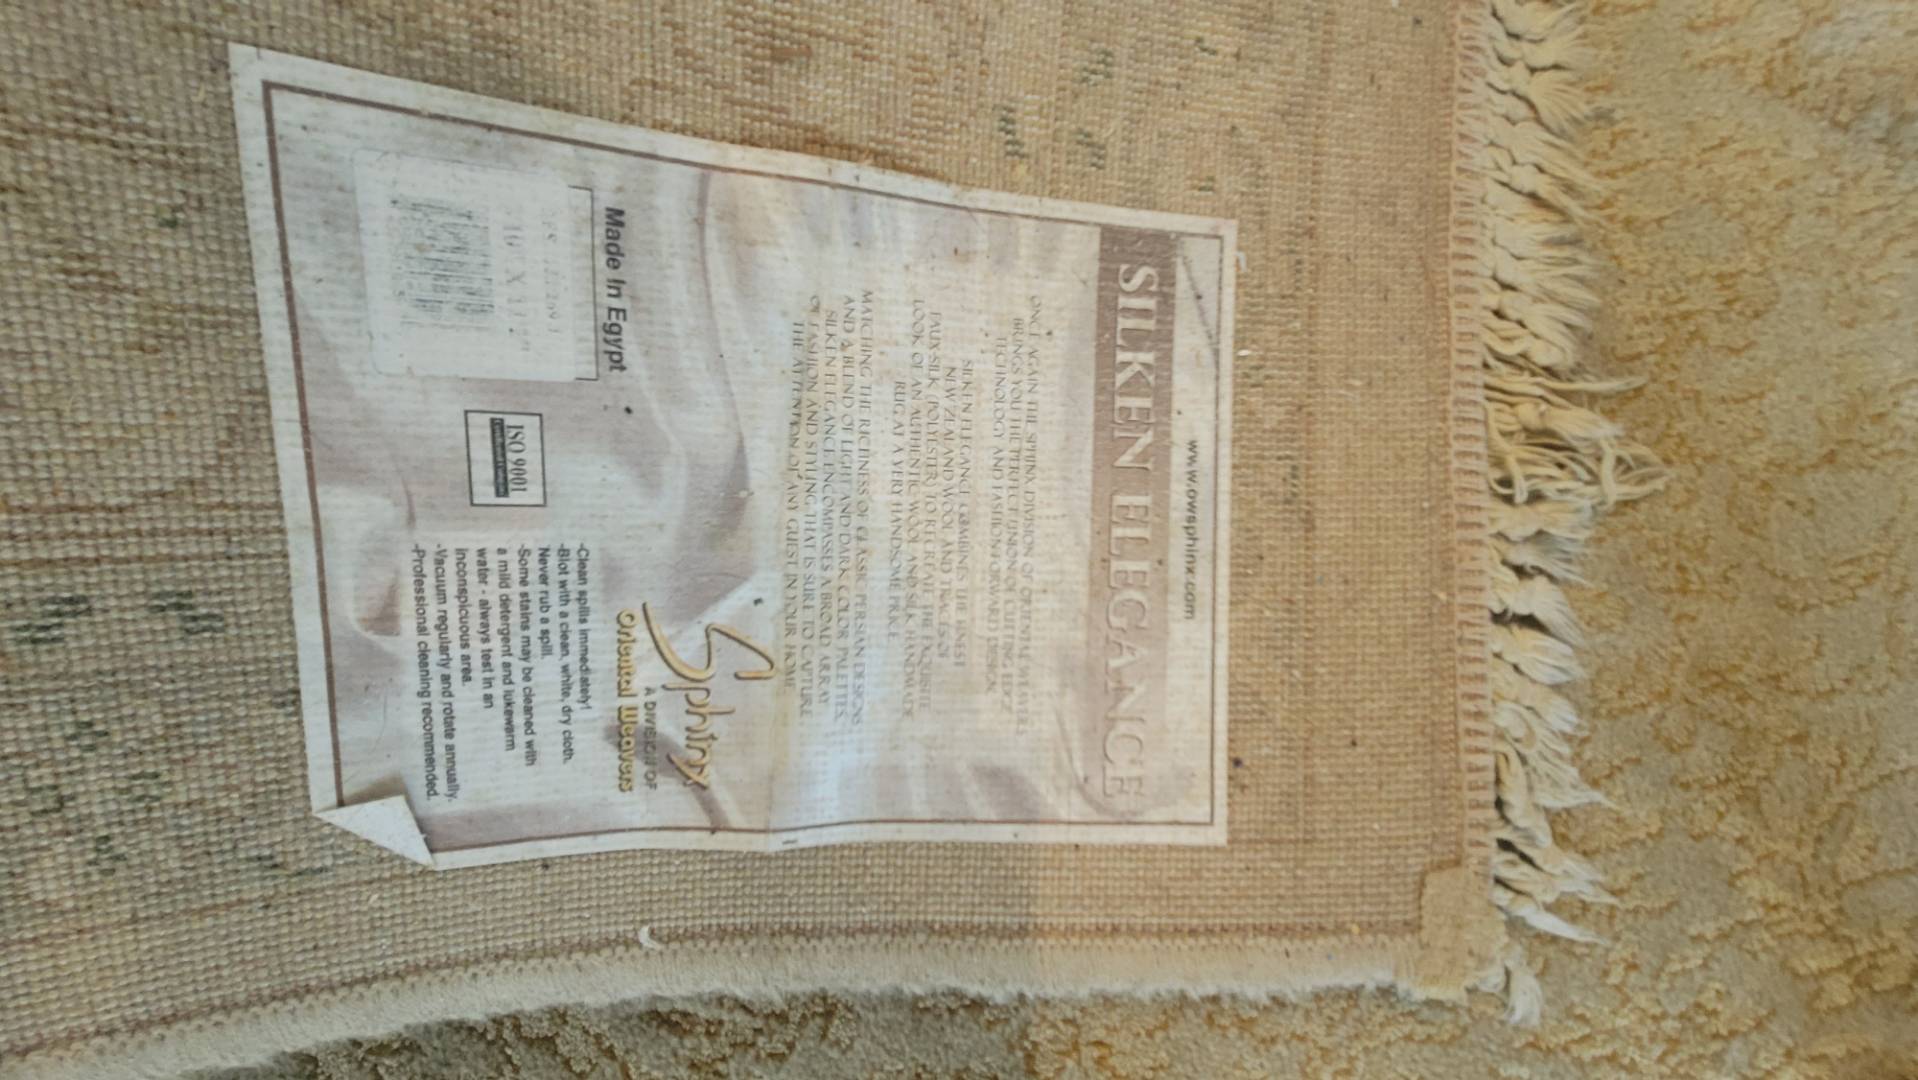 www.owsphinx.com
SILKEN ELEGANCE
ONCE AGAIN THE SPHINX DIVISION OF ORIENTAL WEAVERS
BRINGS YOU THE PERFECT UNION OF
TECHNOLOGY AND FASHION FORWARD DESIGN.
SILKEN ELEGANCE COMBINES THE FINEST
NEW ZEALAND WOOL AND TRACES OF
FAUX SILK (POLYESTER) TO RECREATE THE EXQUISITE
LOOK OF AN AUTHENTIC WOOL AND SILK HANDMADE
RUG AT A VERY HANDSOME PRICE.
MATCHING THE RICHNESS OF CLASSIC PERSIAN DESIGNS
AND A BLEND OF LIGHT AND DARK COLOR PALETTES,
SILKEN ELEGANCE ENCOMPASSES A BROAD ARRAY
OF FASHION AND STYLING THAT IS SURE TO CAPTURE
THE ATTENTION OF ANY GUEST IN YOUR HOME
Sphinx
A DIVISION OF
Oriental Weavers
Made In Egypt
ISO 9001
-Clean spills immediately!
-Blot with a clean, white, dry cloth.
Never rub a spill.
-Some stains may be cleaned with
a mild detergent and lukewarm
water - always test in an
inconspicuous area.
-Vacuum regularly and rotate annually.
-Professional cleaning recommended.